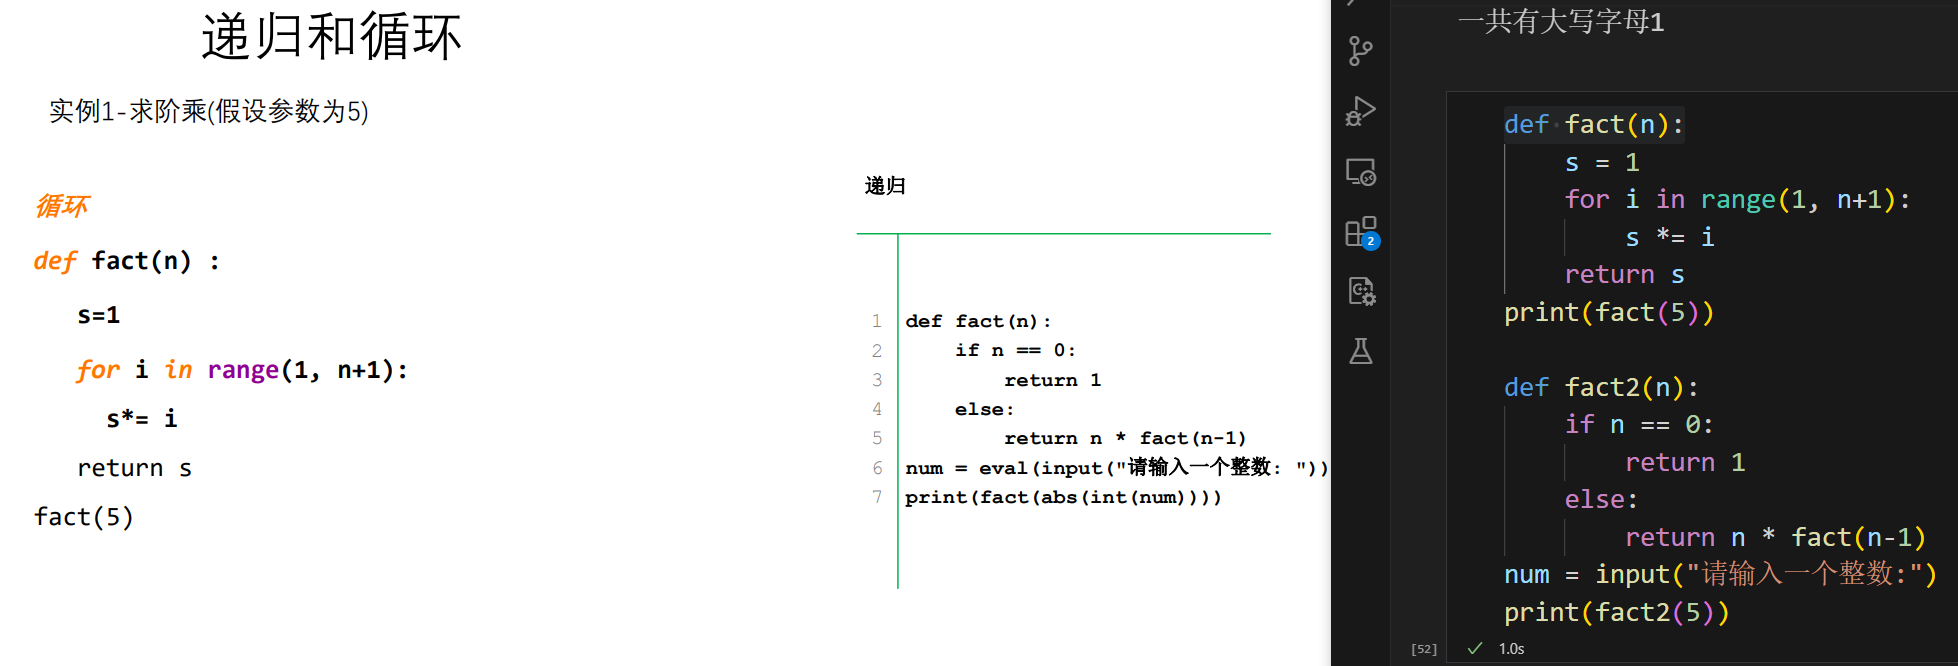 递归和循环
实例1-求阶乘(假设参数为5)
循环
def fact(n) :
s=1
for i in range(1, n+1):
s*= i
return s
fact(5)
递归
1 def fact(n):
2 if n == 0:
3 return 1
4 else:
5 return n * fact(n-1)
6 num = eval(input("请输入一个整数: "))
7 print(fact(abs(int(num))))
一共有大写字母1
2
def fact(n):
s = 1
for i in range(1, n+1):
s *= i
return s
print(fact(5))
def fact2(n):
if n == 0:
return 1
else:
return n * fact(n-1)
num = input("请输入一个整数:")
print(fact2(5))
[52] ✓ 1.0s